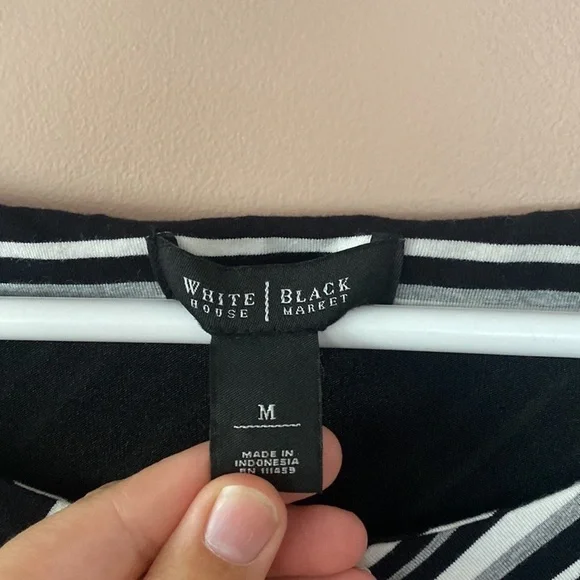 WHITE | BLACK
HOUSE | MARKET
M
MADE IN
INDONESIA
RN 111459